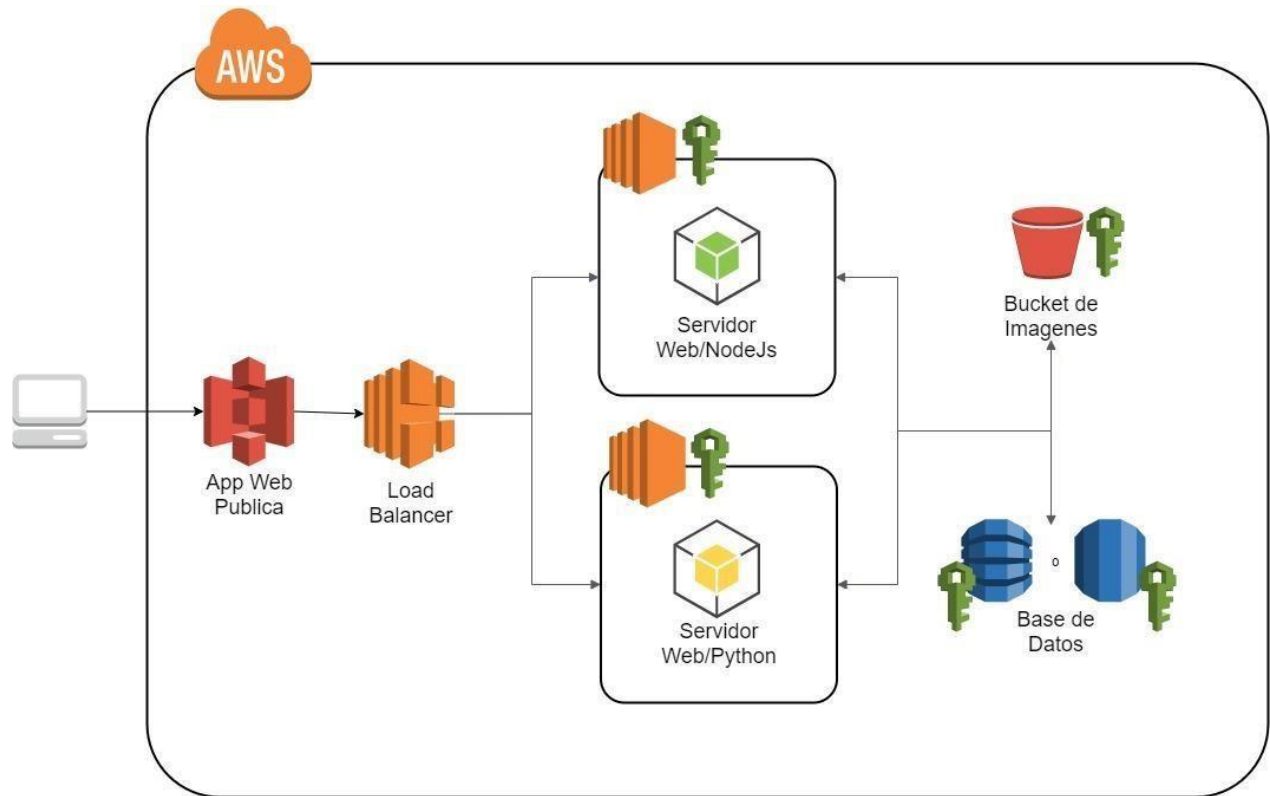 AWS
App Web
Publica
Load
Balancer
Servidor
Web/NodeJs
Servidor
Web/Python
Bucket de
Imagenes
o
Base de
Datos